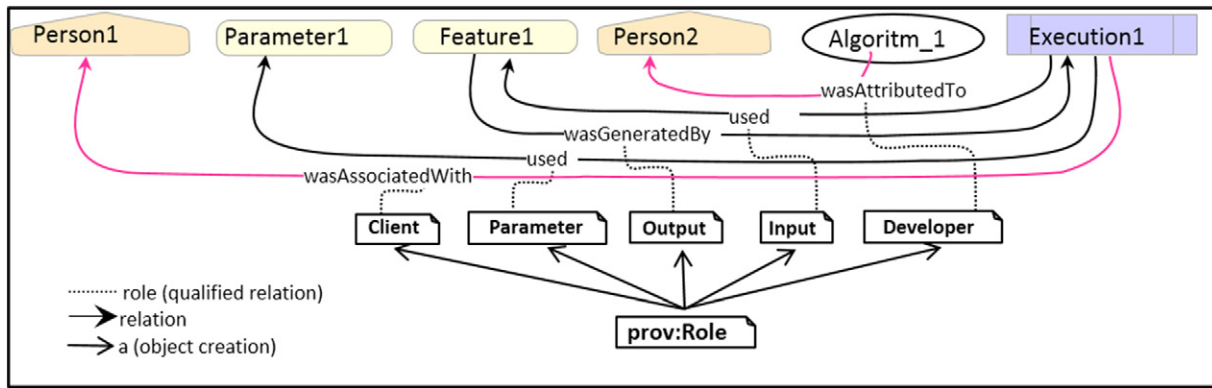 Person1
Parameter1
Feature1
Person2
Algoritm_1
Execution1
wasAttributedTo
used
wasGeneratedBy
used
wasAssociatedWith
Client
Parameter
Output
Input
Developer
role (qualified relation)
relation
a (object creation)
prov:Role